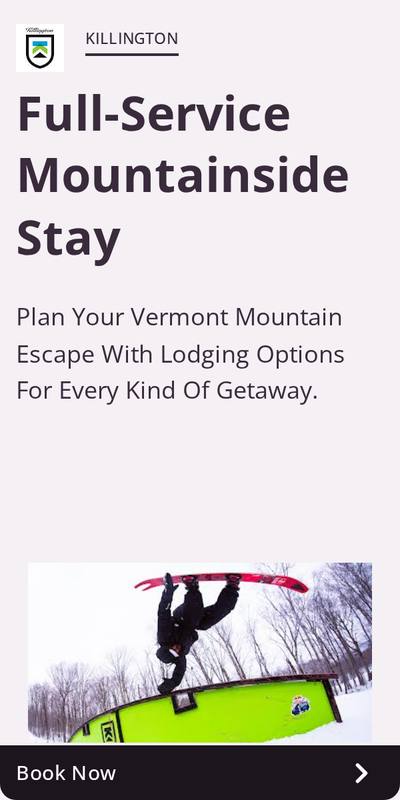 Killington
KILLINGTON
Full-Service
Mountainside
Stay
Plan Your Vermont Mountain
Escape With Lodging Options
For Every Kind Of Getaway.
K
Book Now